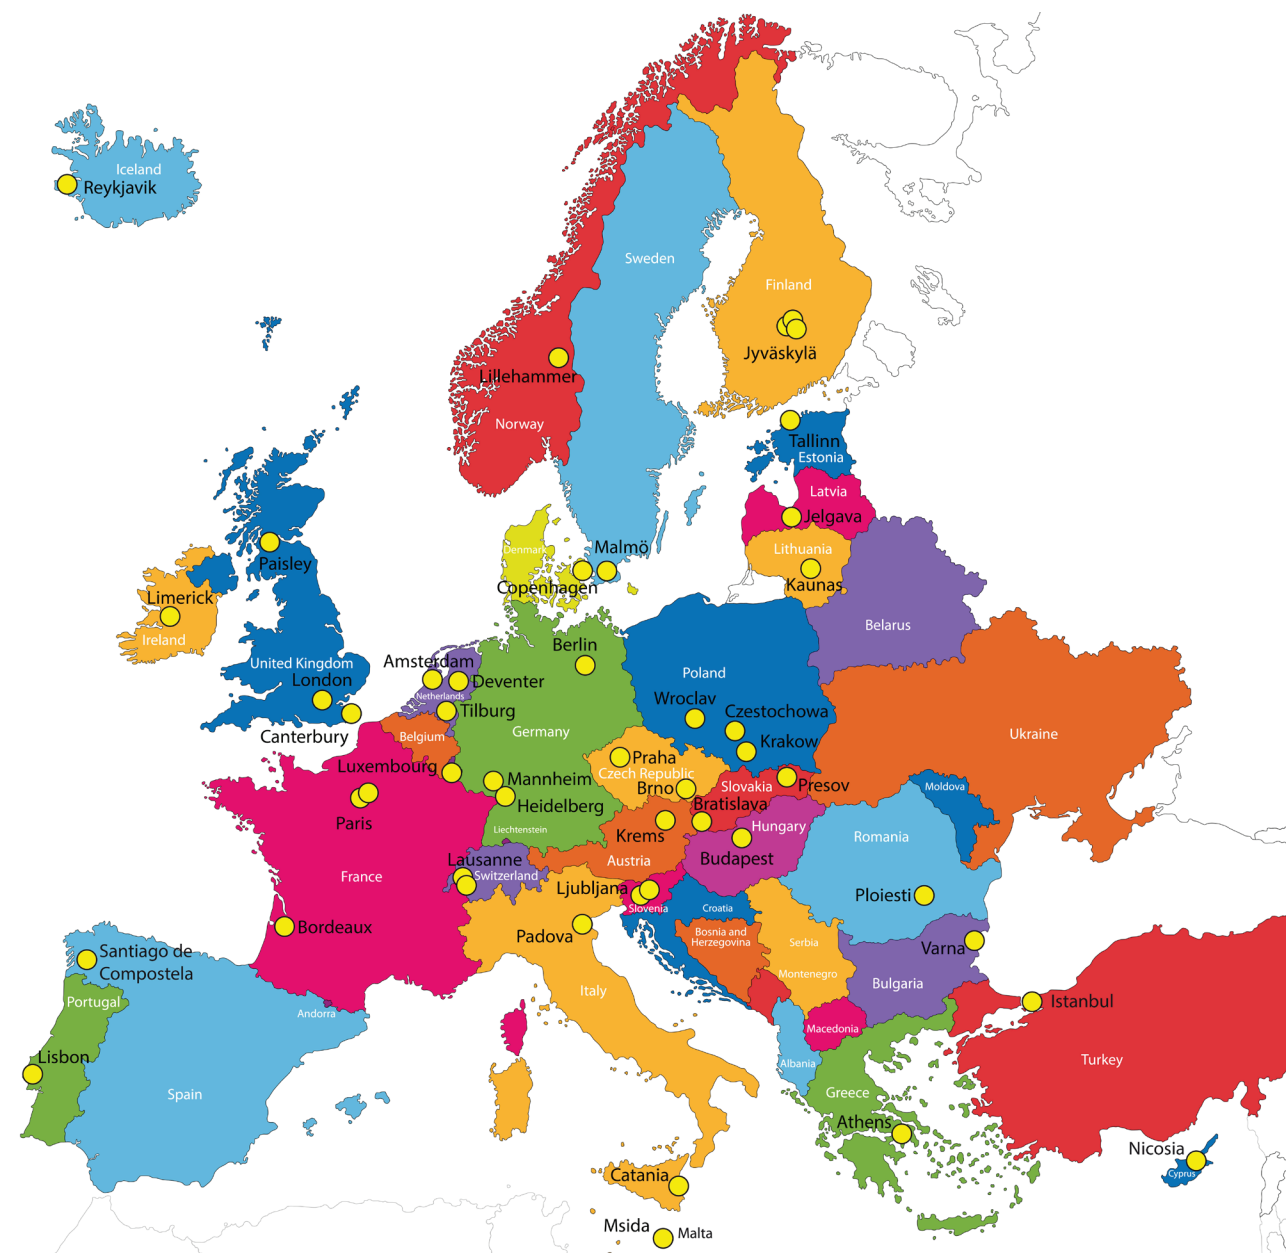 Iceland
Reykjavik
Sweden
Finland
Jyväskylä
Lillehammer
Norway
Tallinn
Estonia
Latvia
Jelgava
Lithuania
Kaunas
Denmark
Malmö
Copenhagen
Paisley
Limerick
Ireland
Belarus
United Kingdom
London
Canterbury
Amsterdam
Deventer
Netherlands
Tilburg
Berlin
Poland
Wroclav
Czestochowa
Krakow
Germany
Belgium
Ukraine
Luxembourg
Praha
Czech Republic
Brno
Mannheim
Heidelberg
Slovakia
Presov
Bratislava
Moldova
Paris
Liechtenstein
Krems
Hungary
Budapest
Romania
Lausanne
Switzerland
Austria
France
Ljubljana
Slovenia
Croatia
Ploiesti
Bordeaux
Padova
Bosnia and
Herzegovina
Serbia
Varna
Santiago de
Compostela
Montenegro
Bulgaria
Italy
Portugal
Andorra
Istanbul
Macedonia
Lisbon
Albania
Turkey
Spain
Greece
Athens
Nicosia
Cyprus
Catania
Msida
Malta